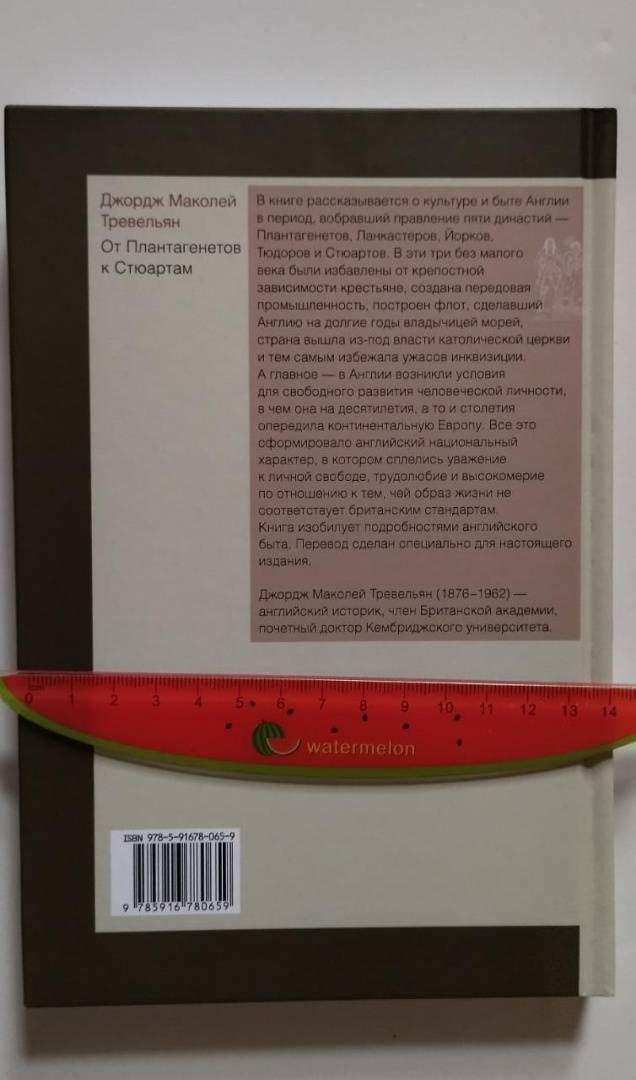 Джордж Маколей
Тревельян
От Плантагенетов
к Стюартам
В книге рассказывается о культуре и быте Англии
в период, вобравший правление пяти династий —
Плантагенетов, Ланкастеров, Йорков,
Тюдоров и Стюартов. В эти три без малого
века были избавлены от крепостной
зависимости крестьяне, создана передовая
промышленность, построен флот, сделавший
Англию на долгие годы владычицей морей,
страна вышла из-под власти католической церкви
и тем самым избежала ужасов инквизиции.
А главное — в Англии возникли условия
для свободного развития человеческой личности,
в чем она на десятилетия, а то и столетия
опередила континентальную Европу. Все это
сформировало английский национальный
характер, в котором сплелись уважение
к личной свободе, трудолюбие и высокомерие
по отношению к тем, чей образ жизни не
соответствует британским стандартам.
Книга изобилует подробностями английского
быта. Перевод сделан специально для настоящего
издания.
Джордж Маколей Тревельян (1876–1962) —
английский историк, член Британской академии,
почетный доктор Кембриджского университета.
0 1 2 3 4 5 6 7 8 9 10 11 12 13 14
watermelon
ISBN 978-5-91678-065-9
9 785916 780659